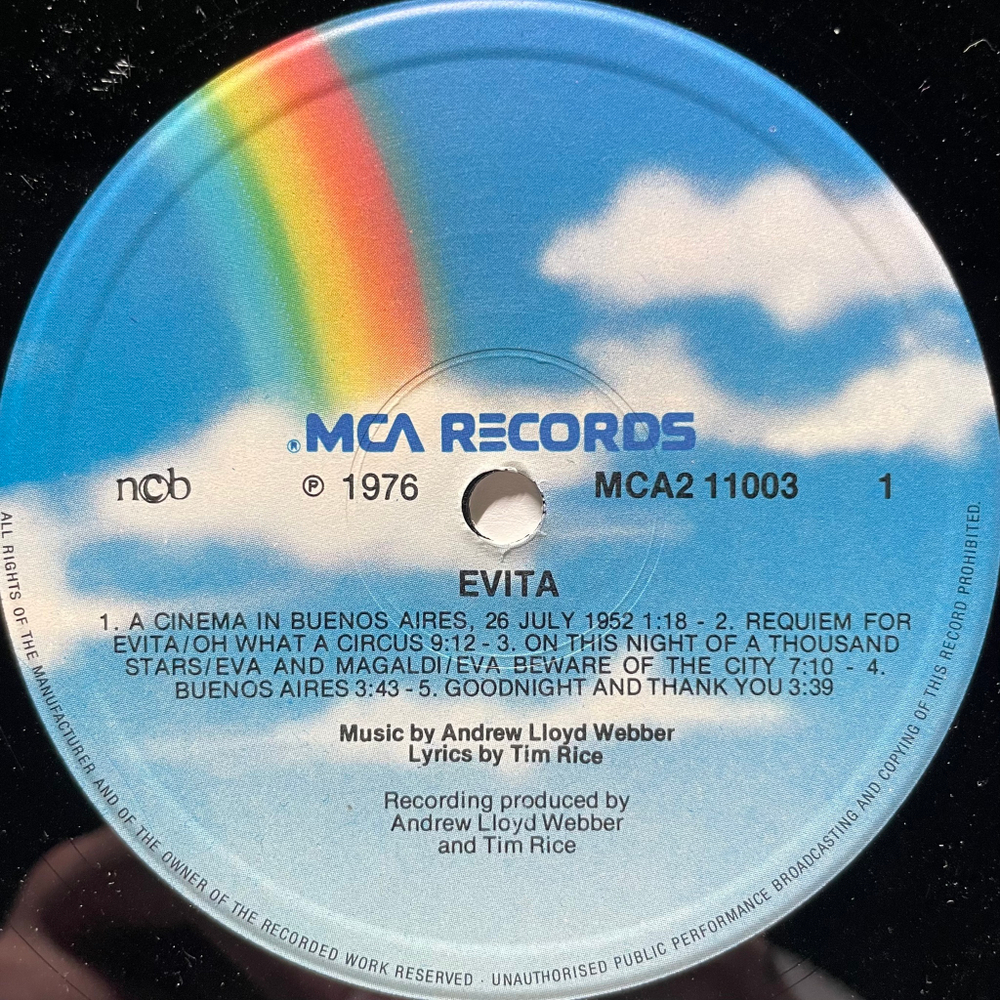 ® MCA RECORDS
ncb ℗ 1976 MCA2 11003 1
EVITA
1. A CINEMA IN BUENOS AIRES, 26 JULY 1952 1:18 - 2. REQUIEM FOR
EVITA/OH WHAT A CIRCUS 9:12 - 3. ON THIS NIGHT OF A THOUSAND
STARS/EVA AND MAGALDI/EVA BEWARE OF THE CITY 7:10 - 4.
BUENOS AIRES 3:43 - 5. GOODNIGHT AND THANK YOU 3:39
Music by Andrew Lloyd Webber
Lyrics by Tim Rice
Recording produced by
Andrew Lloyd Webber
and Tim Rice
ALL RIGHTS OF THE MANUFACTURER AND OF THE OWNER OF THE RECORDED WORK RESERVED · UNAUTHORISED PUBLIC PERFORMANCE BROADCASTING AND COPYING OF THIS RECORD PROHIBITED.